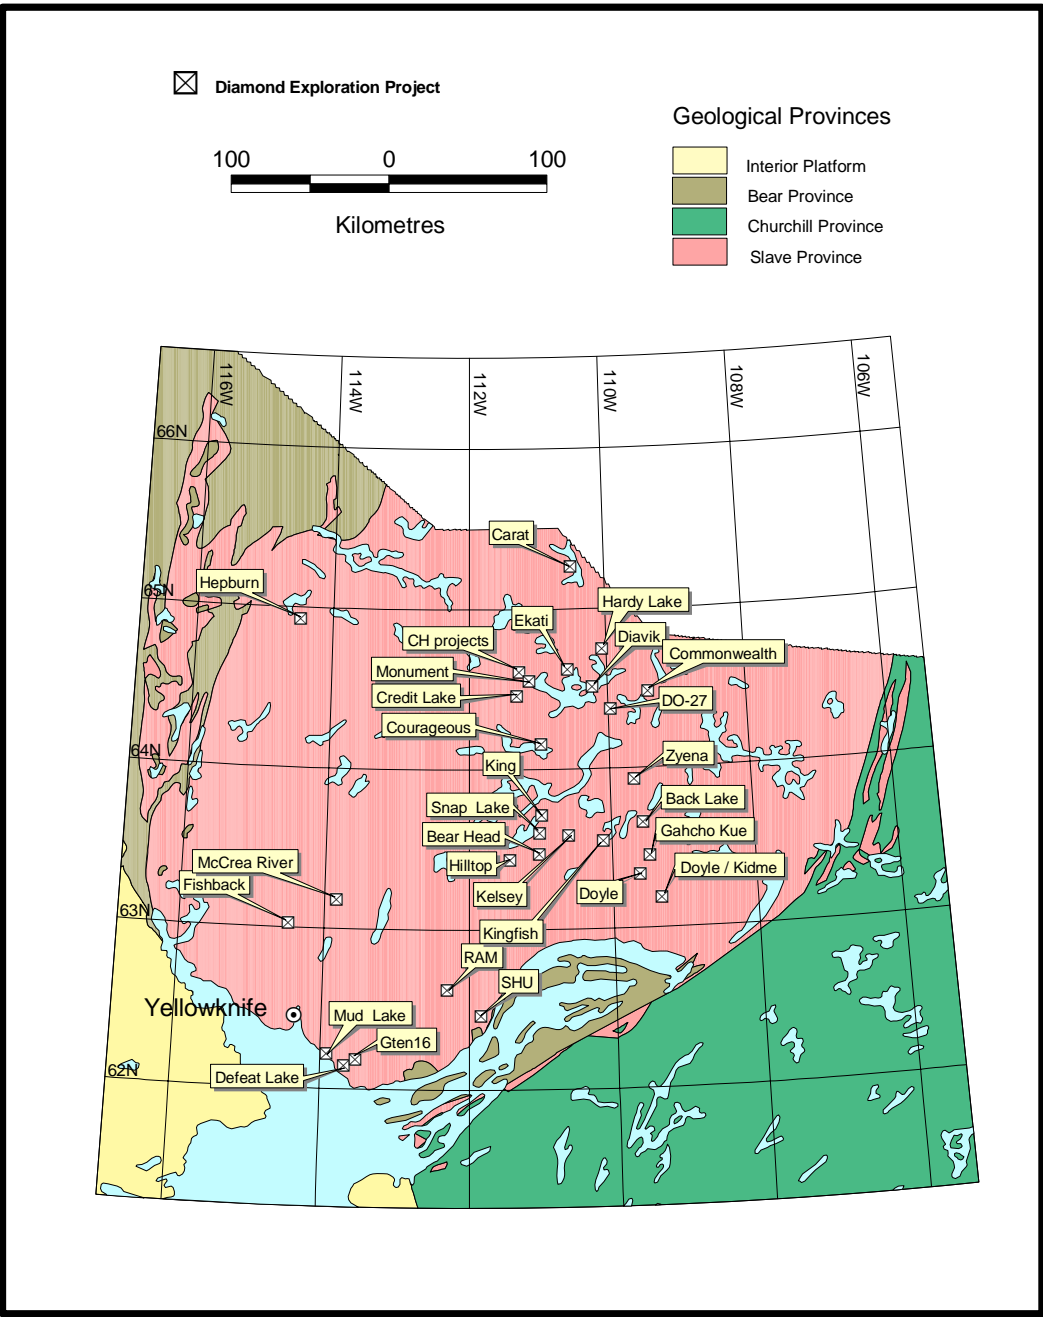 Diamond Exploration Project
Geological Provinces
100 0 100
Kilometres
Interior Platform
Bear Province
Churchill Province
Slave Province
116W
114W
112W
110W
108W
106W
66N
Carat
65N
Hepburn
Hardy Lake
Ekati
Diavik
CH projects
Commonwealth
Monument
Credit Lake
DO-27
Courageous
64N
Zyena
King
Back Lake
Snap Lake
Gahcho Kue
Bear Head
McCrea River
Hilltop
Doyle / Kidme
Fishback
Kelsey
Doyle
63N
Kingfish
RAM
SHU
Yellowknife
Mud Lake
Gten16
62N
Defeat Lake